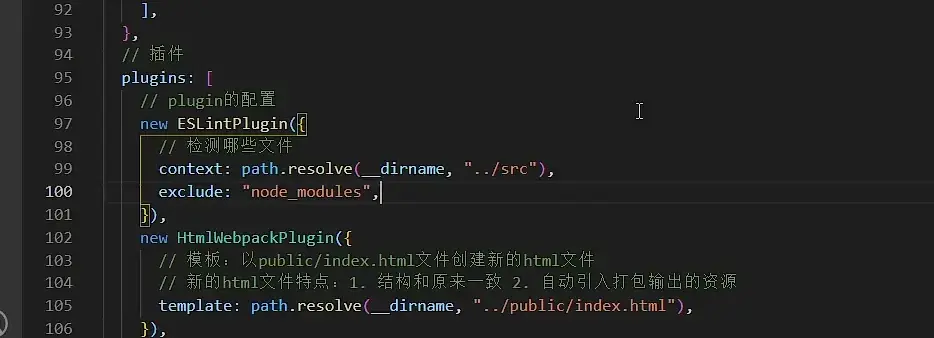 92 ],
93 },
94 // 插件
95 plugins: [
96 // plugin的配置
97 new ESLintPlugin({
98 // 检测哪些文件
99 context: path.resolve(__dirname, "../src"),
100 exclude: "node_modules",
101 }),
102 new HtmlWebpackPlugin({
103 // 模板：以public/index.html文件创建新的html文件
104 // 新的html文件特点：1. 结构和原来一致 2. 自动引入打包输出的资源
105 template: path.resolve(__dirname, "../public/index.html"),
106 }),